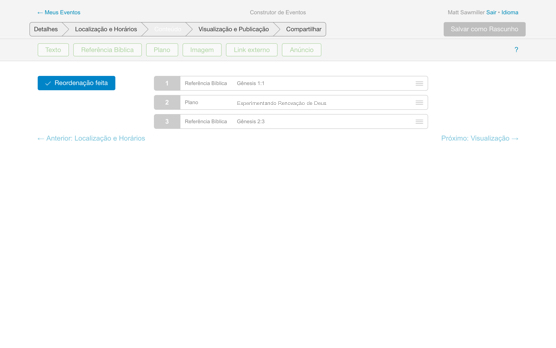 ← Meus Eventos Construtor de Eventos Matt Sawmiller Sair • Idioma
Detalhes Localização e Horários Conteúdo Visualização e Publicação Compartilhar Salvar como Rascunho
Texto Referência Bíblica Plano Imagem Link externo Anúncio ?
✓ Reordenação feita
1 Referência Bíblica Gênesis 1:1
2 Plano Experimentando Renovação de Deus
3 Referência Bíblica Gênesis 2:3
← Anterior: Localização e Horários Próximo: Visualização →